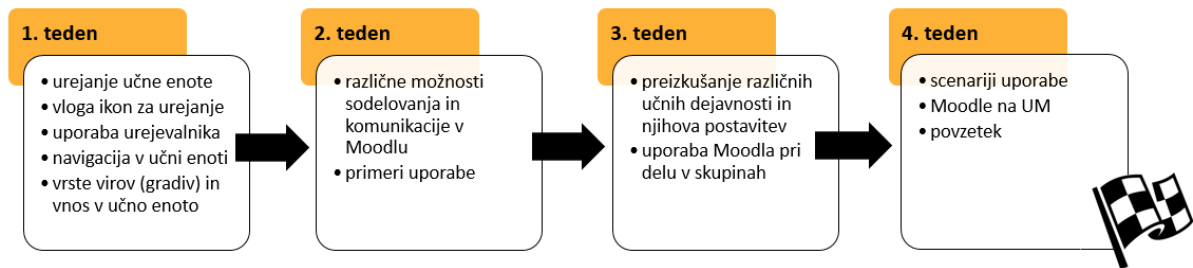 1. teden
• urejanje učne enote
• vloga ikon za urejanje
• uporaba urejevalnika
• navigacija v učni enoti
• vrste virov (gradiv) in
vnos v učno enoto
2. teden
• različne možnosti
sodelovanja in
komunikacije v
Moodlu
• primeri uporabe
3. teden
• preizkušanje različnih
učnih dejavnosti in
njihova postavitev
• uporaba Moodla pri
delu v skupinah
4. teden
• scenariji uporabe
• Moodle na UM
• povzetek